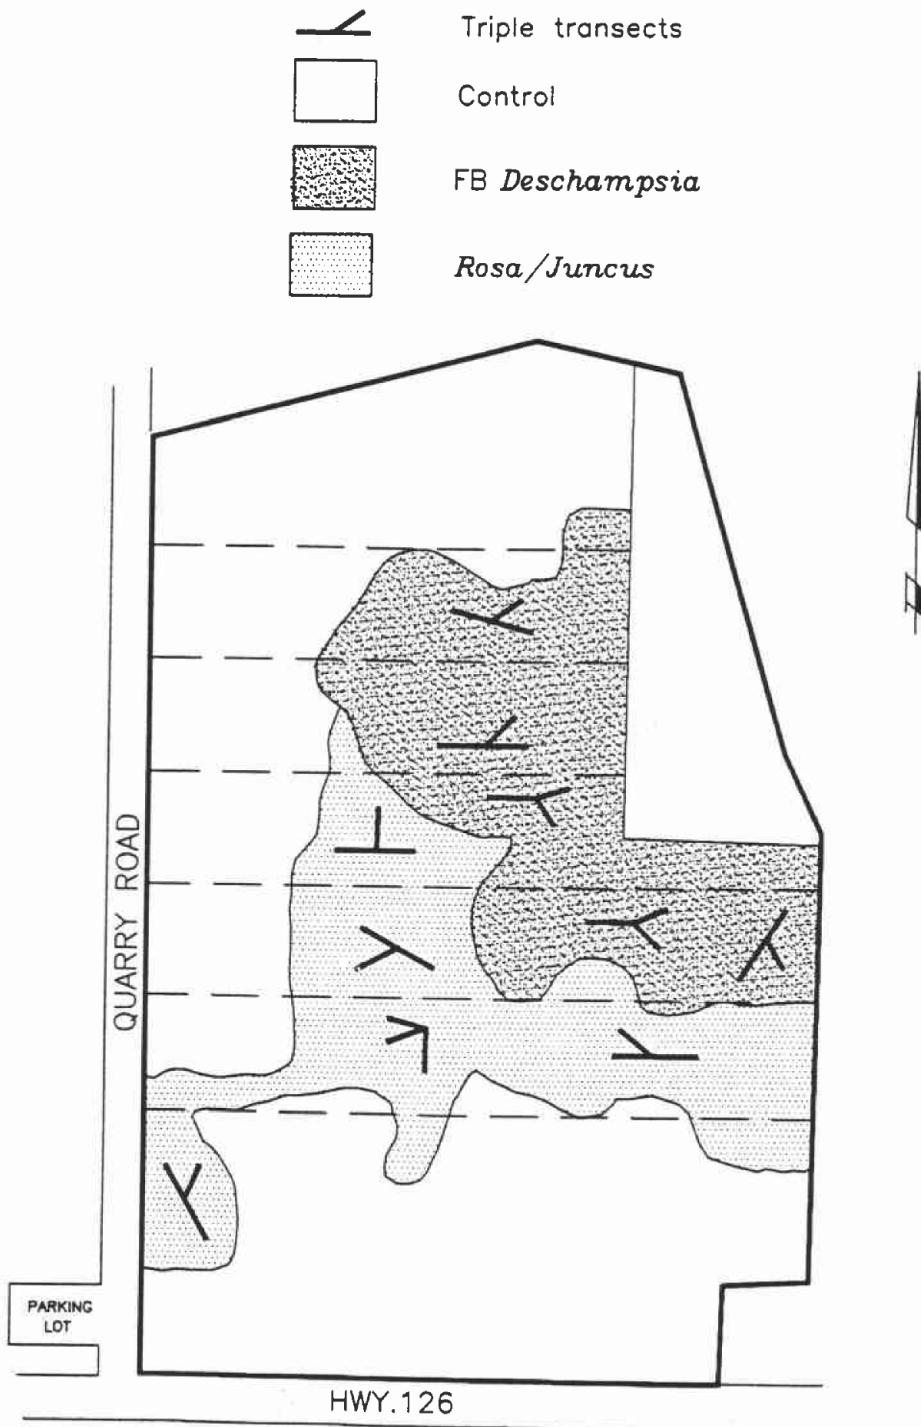 Triple transects
Control
FB Deschampsia
Rosa/Juncus
QUARRY ROAD
PARKING
LOT
HWY.126